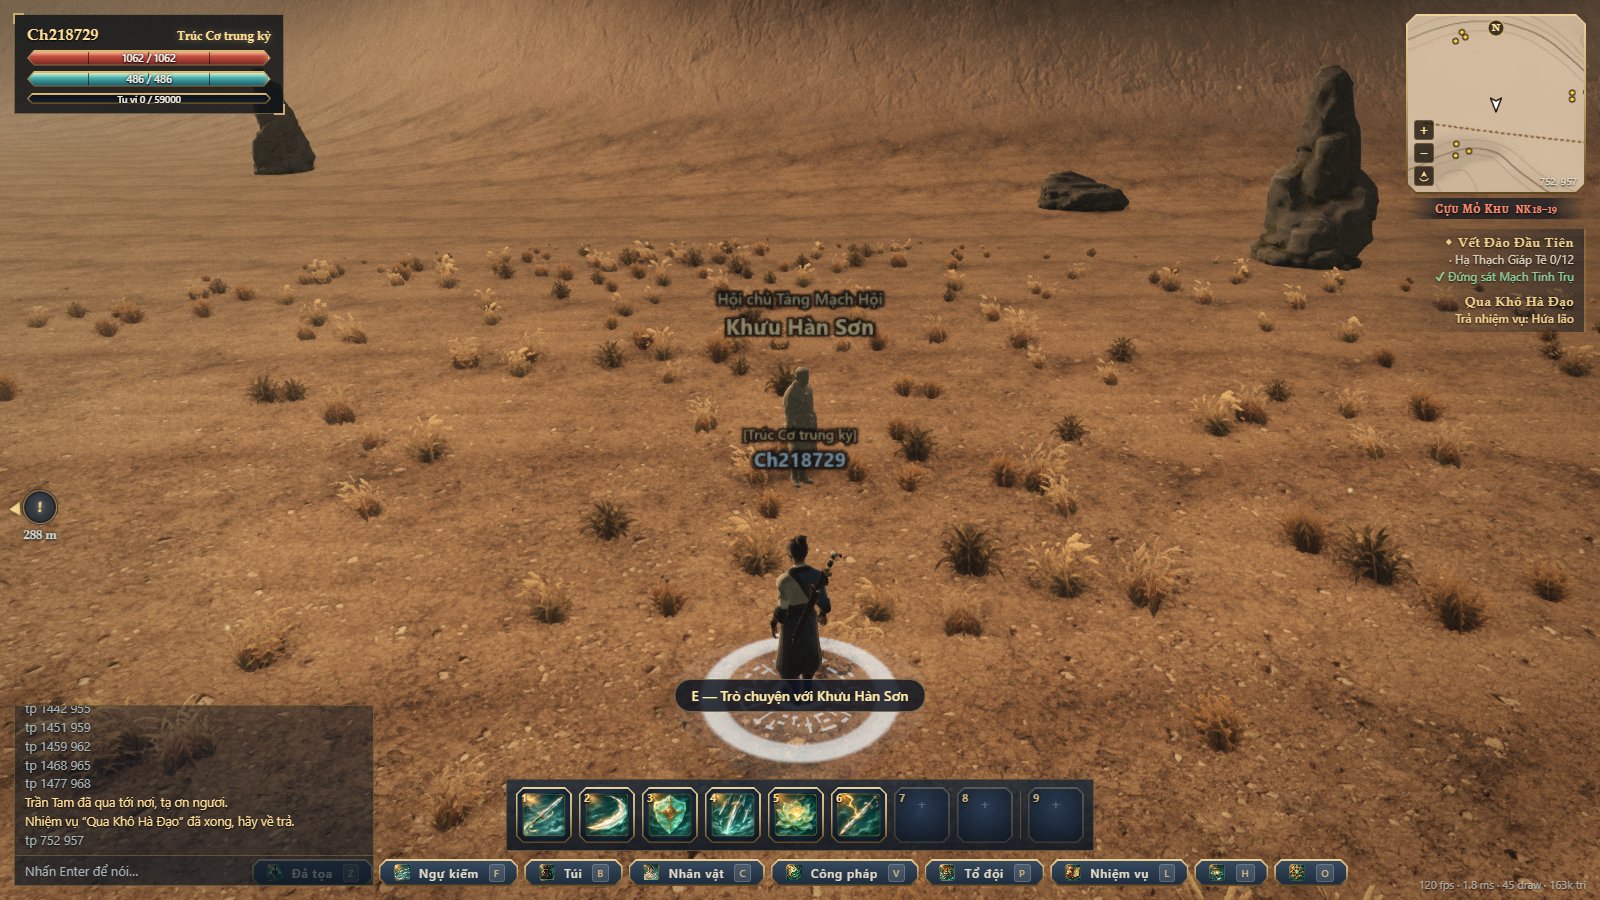 Ch218729
Trúc Cơ trung kỳ
1062 / 1062
486 / 486
Tu vi 0 / 59000
N
+
−
752, 957
Cựu Mỏ Khu NK18–19
Vết Đào Đầu Tiên
· Hạ Thạch Giáp Tê 0/12
✓ Đứng sát Mạch Tinh Trụ
Qua Khô Hà Đạo
Trả nhiệm vụ: Hứa lão
Hội chủ Tàng Mạch Hội
Khưu Hàn Sơn
[Trúc Cơ trung kỳ]
Ch218729
!
288 m
E — Trò chuyện với Khưu Hàn Sơn
tp 1442 955
tp 1451 959
tp 1459 962
tp 1468 965
tp 1477 968
Trần Tam đã qua tới nơi, tạ ơn ngươi.
Nhiệm vụ “Qua Khô Hà Đạo” đã xong, hãy về trả.
tp 752 957
Nhấn Enter để nói...
1 2 3 4 5 6 7 8 9
Đả tọa Z
Ngự kiếm F
Túi B
Nhân vật C
Công pháp V
Tổ đội P
Nhiệm vụ L
H
O
120 fps · 1.8 ms · 45 draw · 163k tri